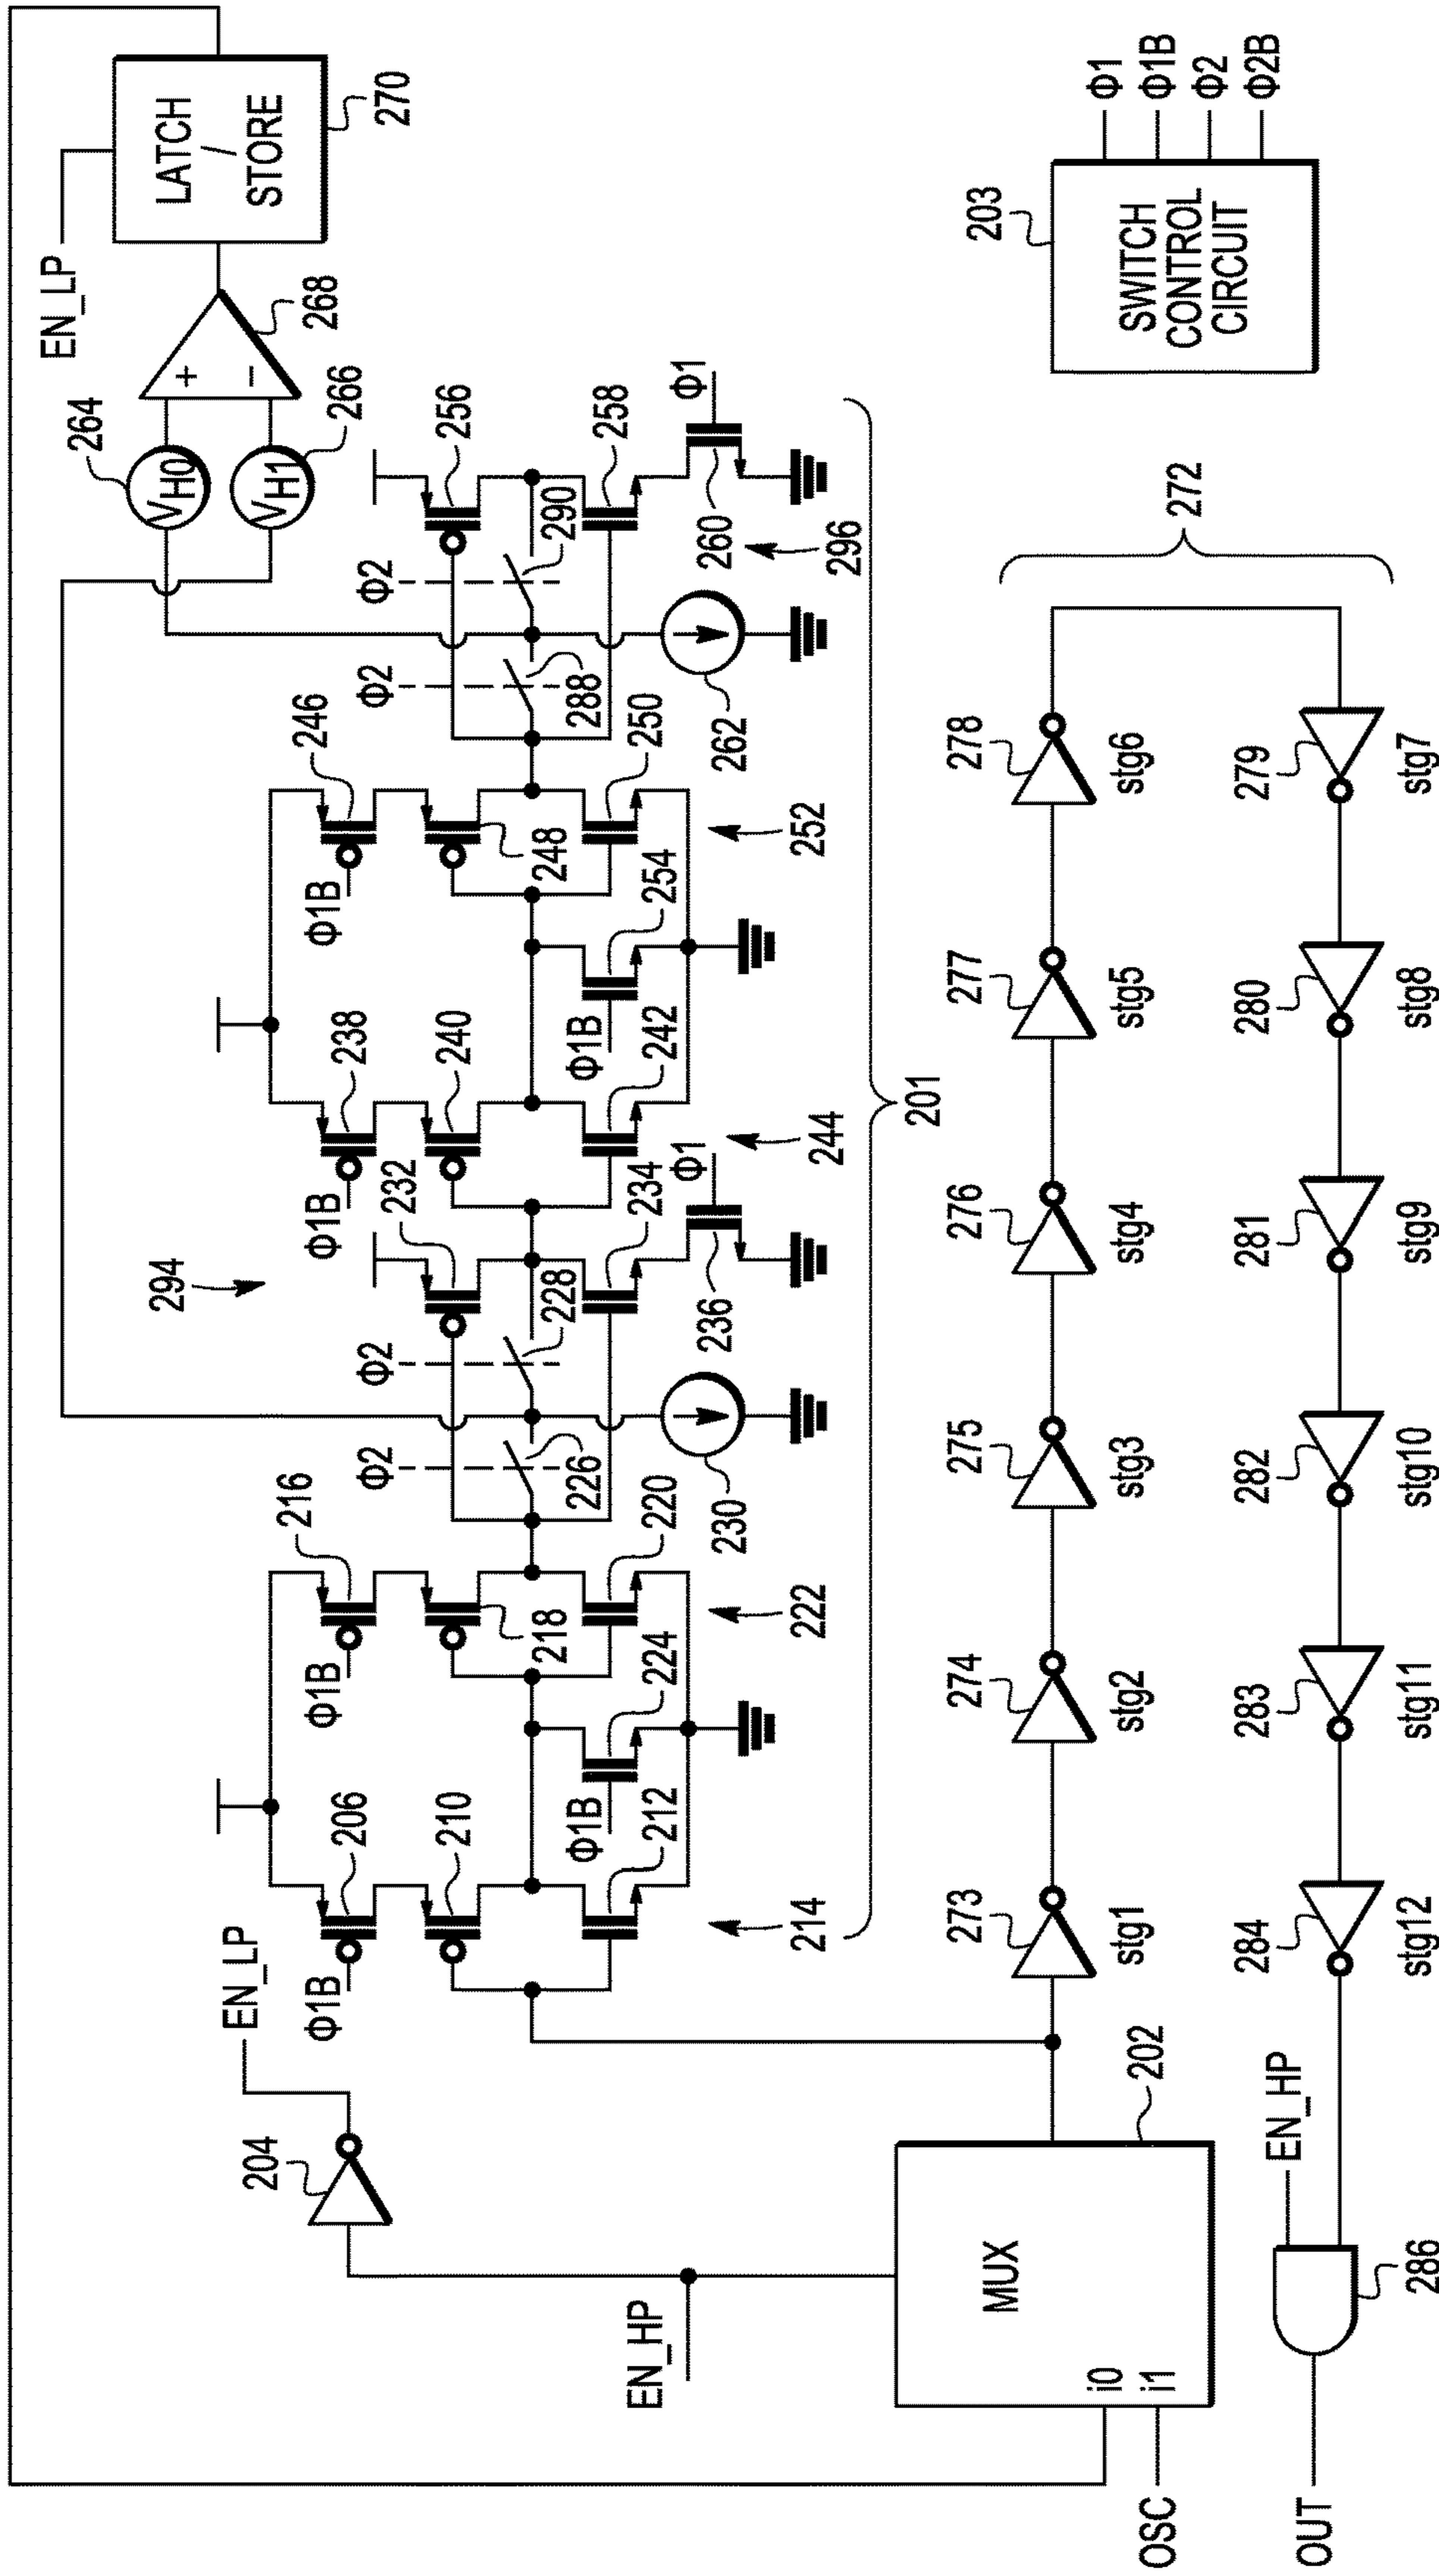 EN_LP
LATCH
/
STORE
270
264
VH0
VH1
+
−
268
266
294
EN_LP
204
Φ1B
206
210
212
214
Φ1B
216
218
220
222
Φ1B
224
Φ2
226
Φ2
228
230
232
234
236
Φ1
Φ1B
238
240
242
244
Φ1B
246
248
250
252
Φ1B
254
Φ2
288
Φ2
290
262
256
258
260
Φ1
296
201
203
SWITCH
CONTROL
CIRCUIT
Φ1
Φ1B
Φ2
Φ2B
EN_HP
MUX
i0
i1
202
OSC
273
stg1
274
stg2
275
stg3
276
stg4
277
stg5
278
stg6
272
279
stg7
280
stg8
281
stg9
282
stg10
283
stg11
284
stg12
EN_HP
286
OUT